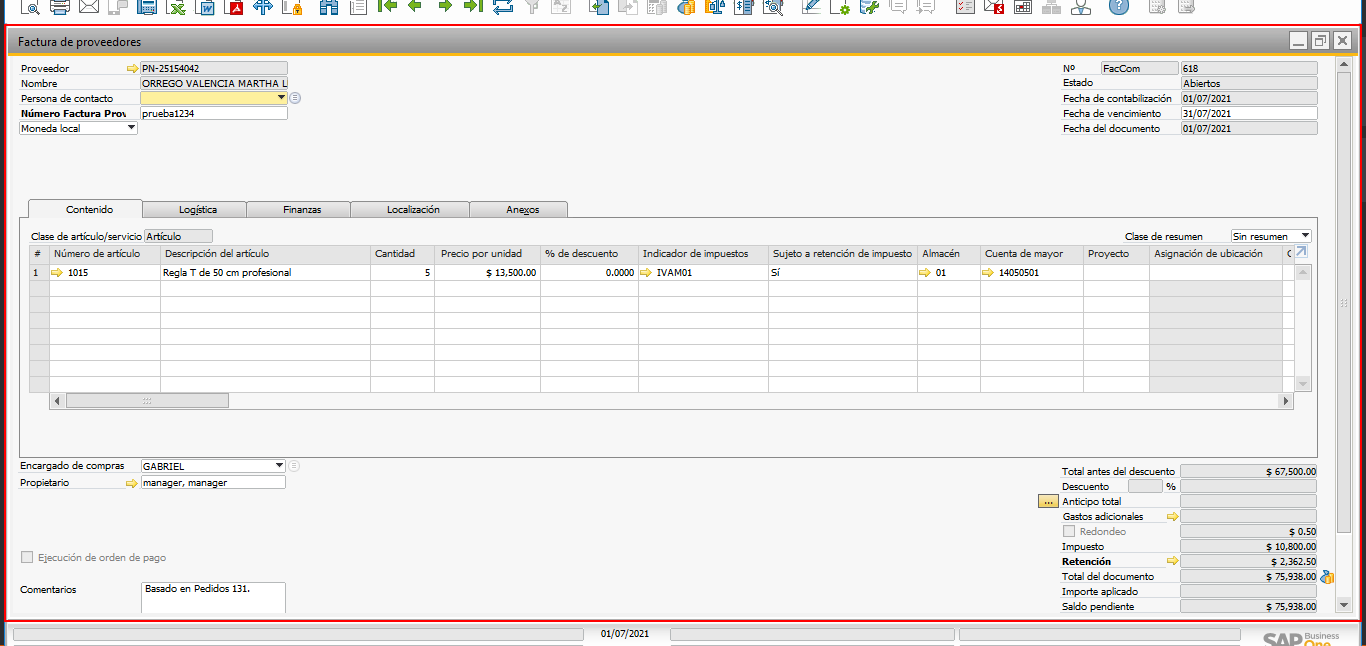 Factura de proveedores
Proveedor PN-25154042 Nº FacCom 618
Nombre ORREGO VALENCIA MARTHA L Estado Abiertos
Persona de contacto Fecha de contabilización 01/07/2021
Número Factura Prov prueba1234 Fecha de vencimiento 31/07/2021
Moneda local Fecha del documento 01/07/2021
Contenido Logística Finanzas Localización Anexos
Clase de artículo/servicio Artículo Clase de resumen Sin resumen
# Número de artículo Descripción del artículo Cantidad Precio por unidad % de descuento Indicador de impuestos Sujeto a retención de impuesto Almacén Cuenta de mayor Proyecto Asignación de ubicación
1 1015 Regla T de 50 cm profesional 5 $ 13,500.00 0.0000 IVAM01 Sí 01 14050501
Encargado de compras GABRIEL
Propietario manager, manager
Total antes del descuento $ 67,500.00
Descuento %
... Anticipo total
Gastos adicionales
Redondeo $ 0.50
Impuesto $ 10,800.00
Ejecución de orden de pago
Retención $ 2,362.50
Total del documento $ 75,938.00
Comentarios Basado en Pedidos 131.
Importe aplicado
Saldo pendiente $ 75,938.00
01/07/2021
SAP Business One